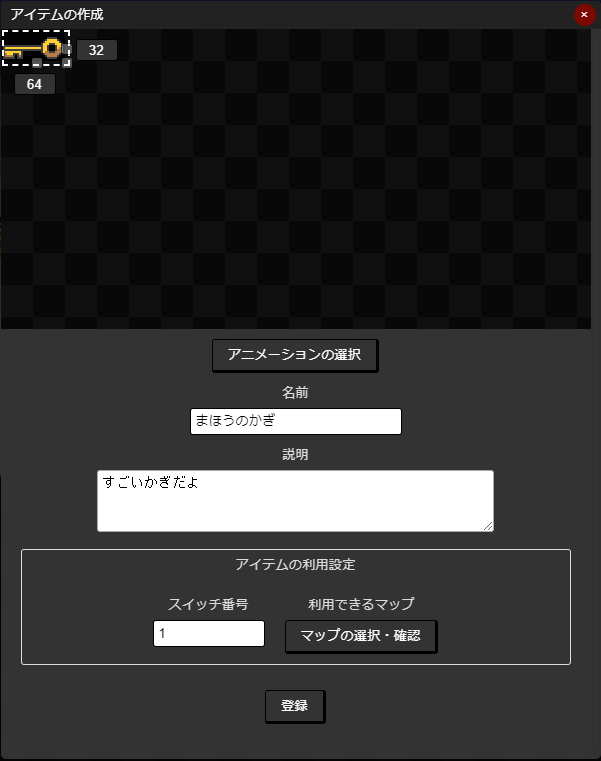 アイテムの作成
×
32
64
アニメーションの選択
名前
まほうのかぎ
説明
すごいかぎだよ
アイテムの利用設定
スイッチ番号
利用できるマップ
1
マップの選択・確認
登録